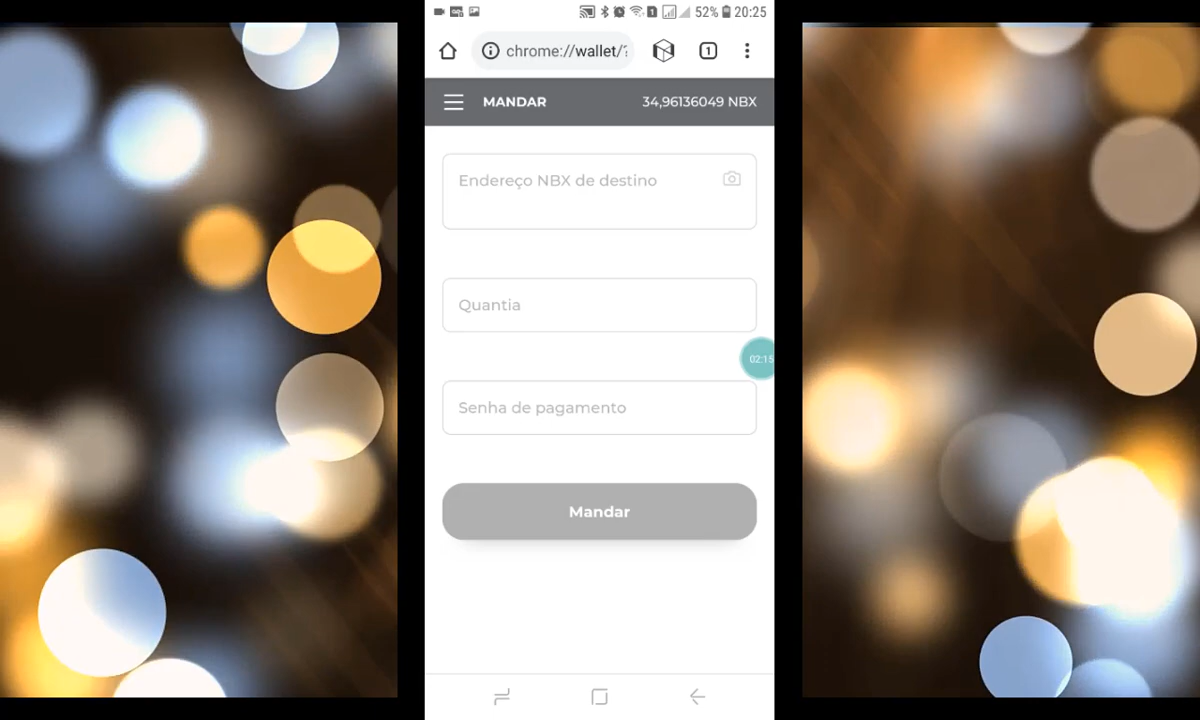 52% 20:25
chrome://wallet/
1
MANDAR
34,96136049 NBX
Endereço NBX de destino
Quantia
02:15
Senha de pagamento
Mandar